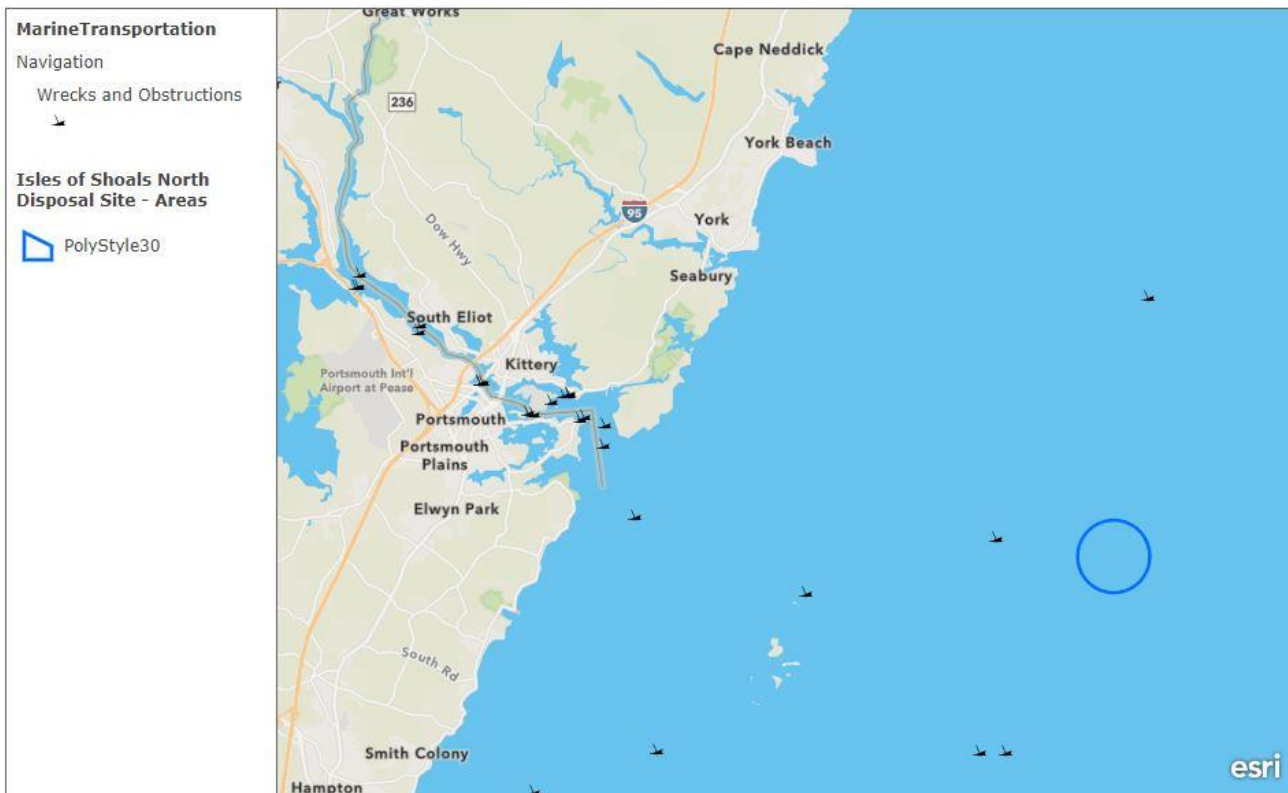 MarineTransportation
Navigation
Wrecks and Obstructions
Isles of Shoals North
Disposal Site - Areas
PolyStyle30
Great Works
Cape Neddick
236
York Beach
95
York
Dow Hwy
Seabury
South Eliot
Kittery
Portsmouth Int'l
Airport at Pease
Portsmouth
Portsmouth
Plains
Elwyn Park
South Rd
Smith Colony
Hampton
esri